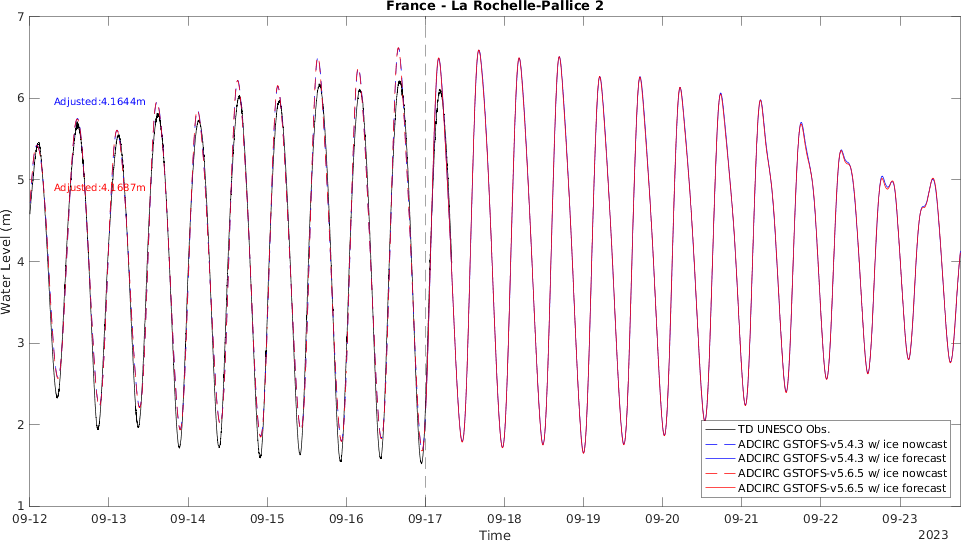 France - La Rochelle-Pallice 2
7
6
5
4
3
2
1
Water Level (m)
Adjusted:4.1644m
Adjusted:4.1687m
TD UNESCO Obs.
ADCIRC GSTOFS-v5.4.3 w/ ice nowcast
ADCIRC GSTOFS-v5.4.3 w/ ice forecast
ADCIRC GSTOFS-v5.6.5 w/ ice nowcast
ADCIRC GSTOFS-v5.6.5 w/ ice forecast
09-12 09-13 09-14 09-15 09-16 09-17 09-18 09-19 09-20 09-21 09-22 09-23
Time
2023